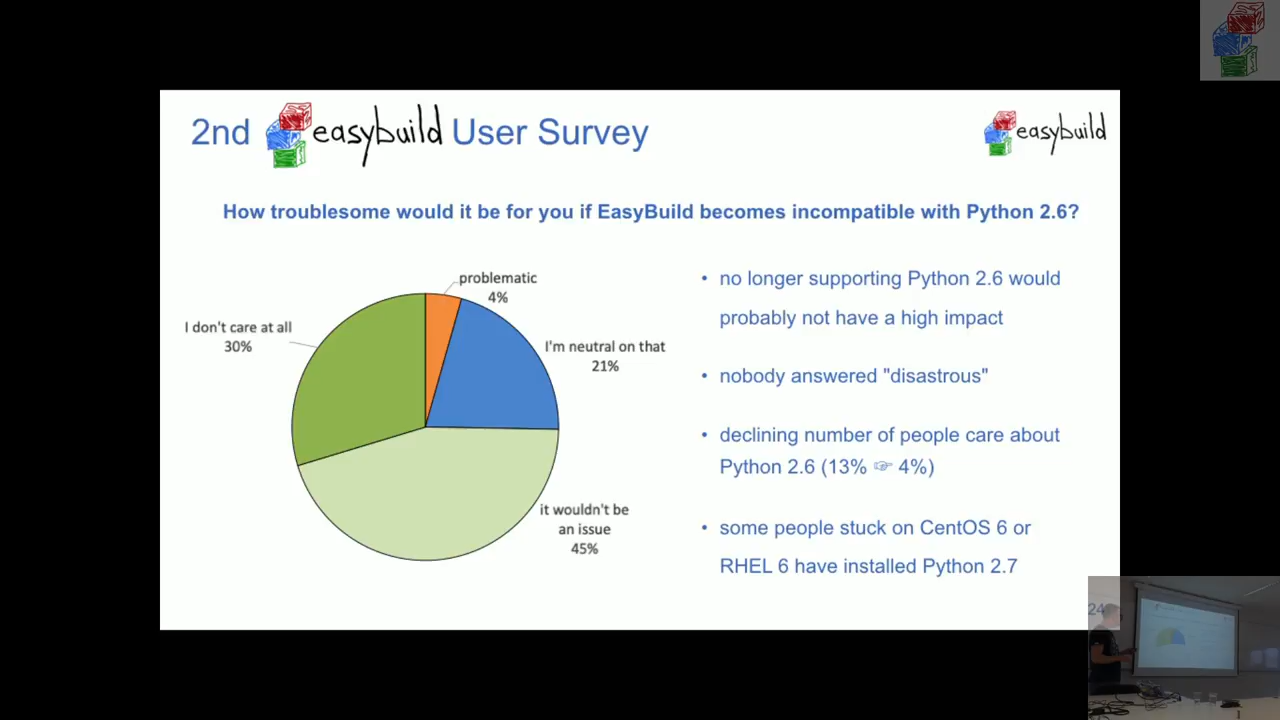 2nd easybuild User Survey
easybuild
How troublesome would it be for you if EasyBuild becomes incompatible with Python 2.6?
problematic
4%
I don't care at all
30%
I'm neutral on that
21%
it wouldn't be
an issue
45%
• no longer supporting Python 2.6 would
probably not have a high impact
• nobody answered "disastrous"
• declining number of people care about
Python 2.6 (13% ☞ 4%)
• some people stuck on CentOS 6 or
RHEL 6 have installed Python 2.7
24